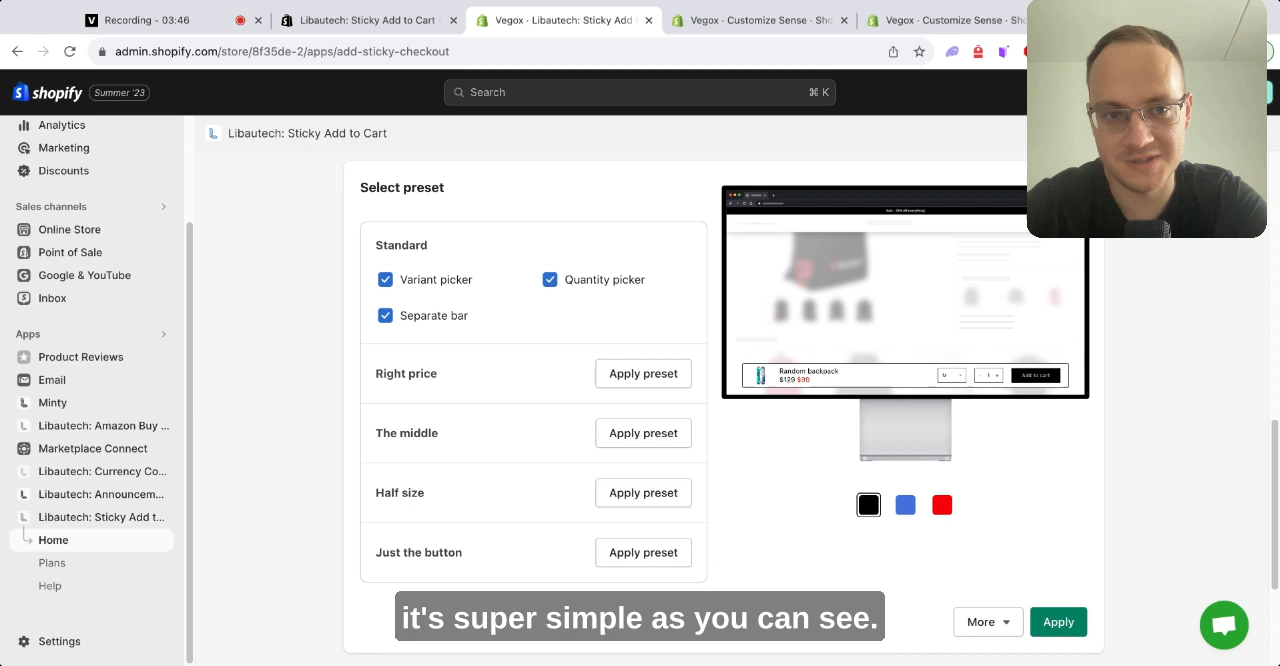 Recording - 03:46
Libautech: Sticky Add to Cart
Vegox · Libautech: Sticky Add
Vegox · Customize Sense · Sho
Vegox · Customize Sense · Sho
admin.shopify.com/store/8f35de-2/apps/add-sticky-checkout
shopify
Summer '23
Search
⌘ K
Analytics
Marketing
Discounts
Sales channels
Online Store
Point of Sale
Google & YouTube
Inbox
Apps
Product Reviews
Email
Minty
Libautech: Amazon Buy ...
Marketplace Connect
Libautech: Currency Co...
Libautech: Announcem...
Libautech: Sticky Add t...
Home
Plans
Help
Settings
Libautech: Sticky Add to Cart
Select preset
Standard
Variant picker
Quantity picker
Separate bar
Right price
Apply preset
The middle
Apply preset
Half size
Apply preset
Just the button
Apply preset
Random backpack
$129 $99
M
- 1 +
Add to cart
More
Apply
it's super simple as you can see.